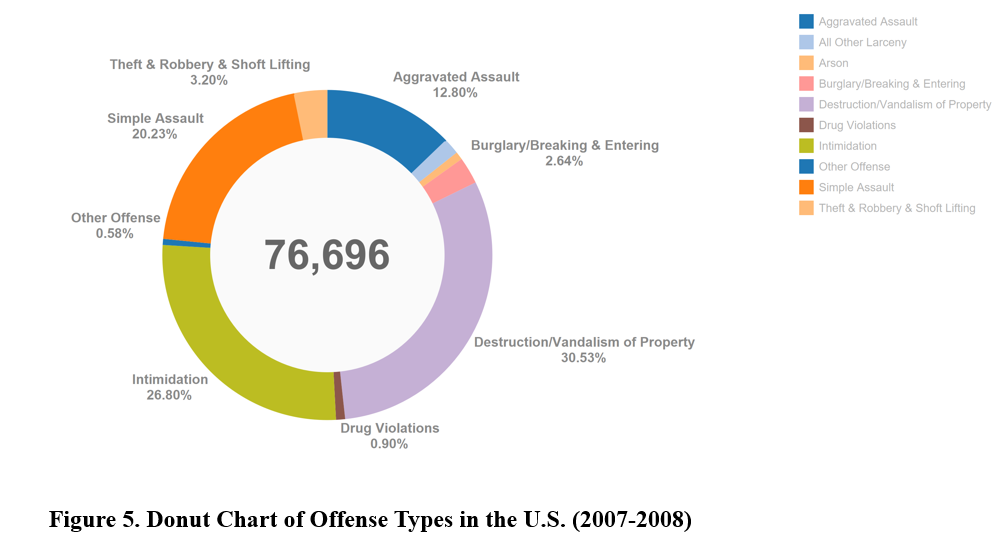 Theft & Robbery & Shoft Lifting
3.20%
Aggravated Assault
12.80%
Simple Assault
20.23%
Burglary/Breaking & Entering
2.64%
Other Offense
0.58%
76,696
Destruction/Vandalism of Property
30.53%
Intimidation
26.80%
Drug Violations
0.90%
Aggravated Assault
All Other Larceny
Arson
Burglary/Breaking & Entering
Destruction/Vandalism of Property
Drug Violations
Intimidation
Other Offense
Simple Assault
Theft & Robbery & Shoft Lifting
Figure 5. Donut Chart of Offense Types in the U.S. (2007-2008)